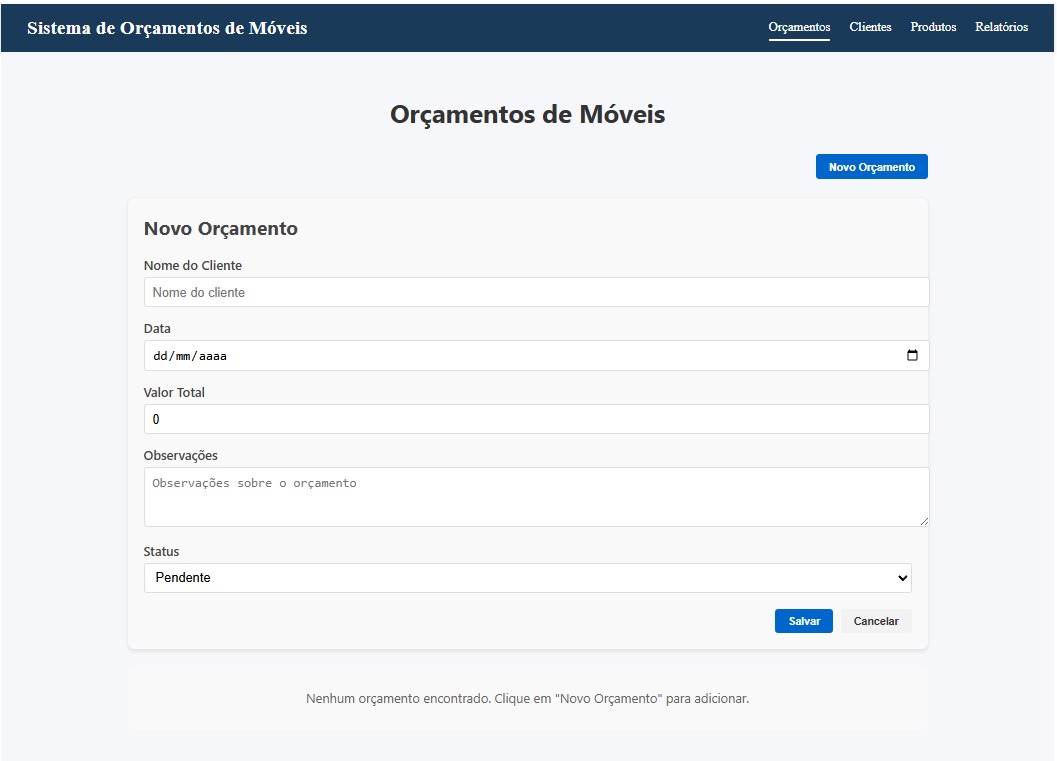 Sistema de Orçamentos de Móveis
Orçamentos Clientes Produtos Relatórios
Orçamentos de Móveis
Novo Orçamento
Novo Orçamento
Nome do Cliente
Nome do cliente
Data
dd/mm/aaaa
Valor Total
0
Observações
Observações sobre o orçamento
Status
Pendente
Salvar Cancelar
Nenhum orçamento encontrado. Clique em "Novo Orçamento" para adicionar.